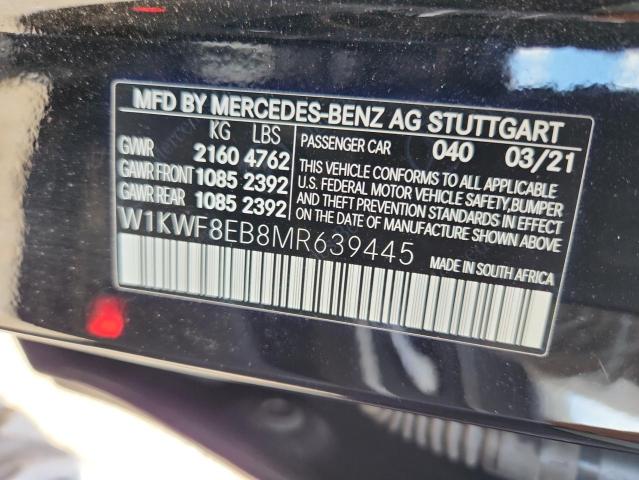 MFD BY MERCEDES-BENZ AG STUTTGART
KG LBS
GVWR 2160 4762
GAWR FRONT 1085 2392
GAWR REAR 1085 2392
PASSENGER CAR 040 03/21
THIS VEHICLE CONFORMS TO ALL APPLICABLE
U.S. FEDERAL MOTOR VEHICLE SAFETY,BUMPER
AND THEFT PREVENTION STANDARDS IN EFFECT
ON THE DATE OF MANUFACTURE SHOWN ABOVE
W1KWF8EB8MR639445 MADE IN SOUTH AFRICA